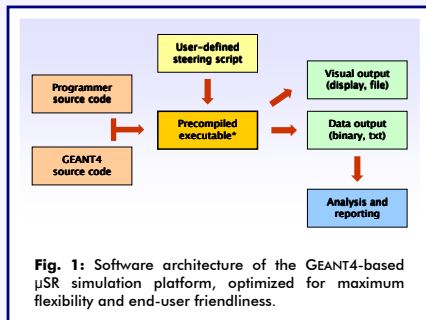 User-defined
steering script
Visual output
(display, file)
Programmer
source code
Precompiled
executable*
Data output
(binary, txt)
GEANT4
source code
Analysis and
reporting
Fig. 1: Software architecture of the GEANT4-based
μSR simulation platform, optimized for maximum
flexibility and end-user friendliness.